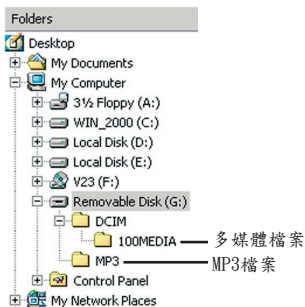 Folders
Desktop
My Documents
My Computer
3½ Floppy (A:)
WIN_2000 (C:)
Local Disk (D:)
Local Disk (E:)
V23 (F:)
Removable Disk (G:)
DCIM
100MEDIA 多媒體檔案
MP3 MP3檔案
Control Panel
My Network Places